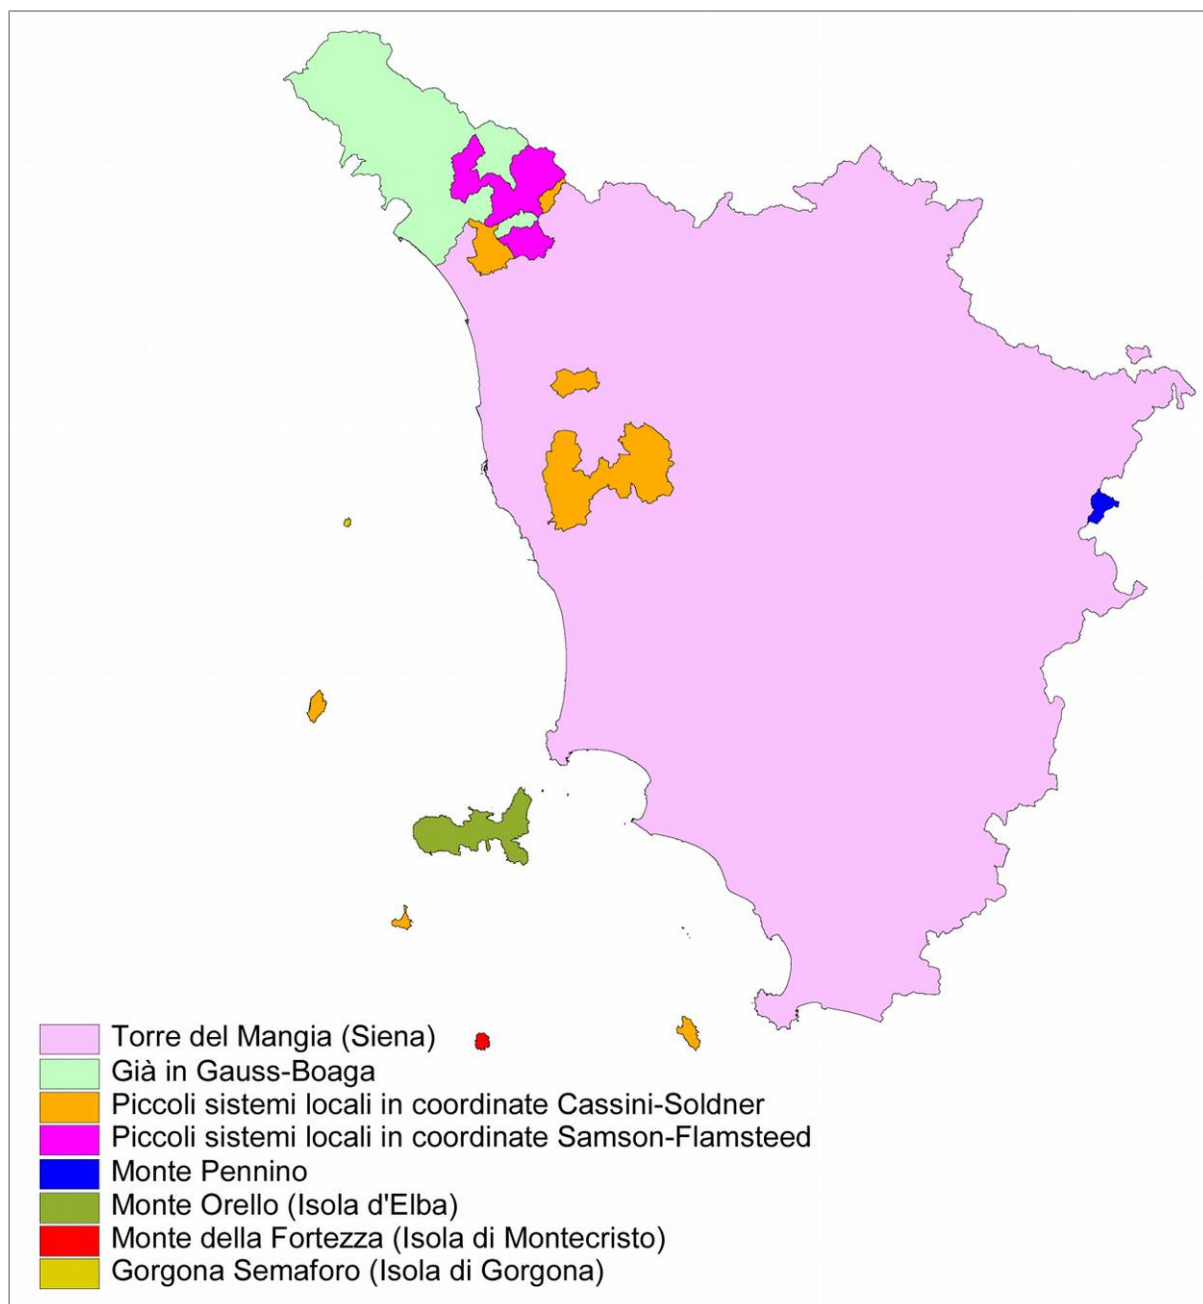 Torre del Mangia (Siena)
Già in Gauss-Boaga
Piccoli sistemi locali in coordinate Cassini-Soldner
Piccoli sistemi locali in coordinate Samson-Flamsteed
Monte Pennino
Monte Orello (Isola d'Elba)
Monte della Fortezza (Isola di Montecristo)
Gorgona Semaforo (Isola di Gorgona)